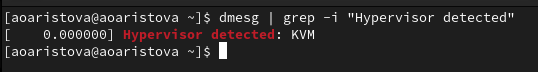 [aoaristova@aoaristova ~]$ dmesg | grep -i "Hypervisor detected"
[    0.000000] Hypervisor detected: KVM
[aoaristova@aoaristova ~]$